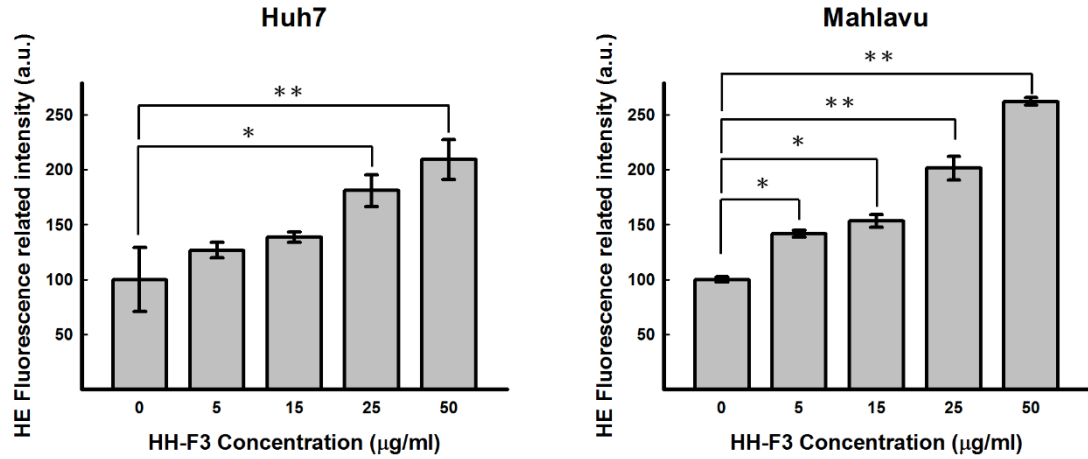 Huh7
HE Fluorescence related intensity (a.u.)
250
200
150
100
50
**
*
0 5 15 25 50
HH-F3 Concentration (μg/ml)
Mahlavu
HE Fluorescence related intensity (a.u.)
250
200
150
100
50
**
**
*
*
0 5 15 25 50
HH-F3 Concentration (μg/ml)